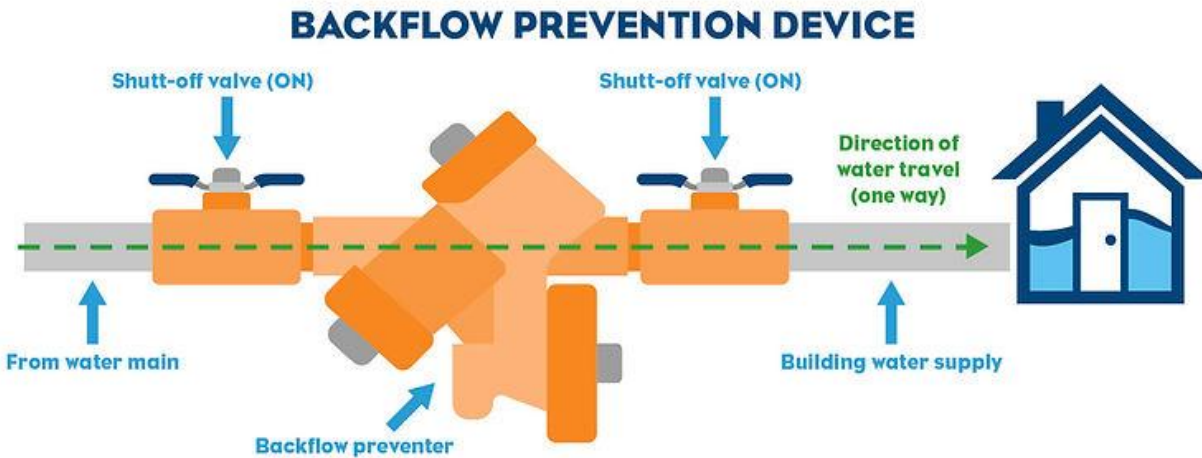 BACKFLOW PREVENTION DEVICE
Shutt-off valve (ON)
Shutt-off valve (ON)
Direction of
water travel
(one way)
From water main
Building water supply
Backflow preventer